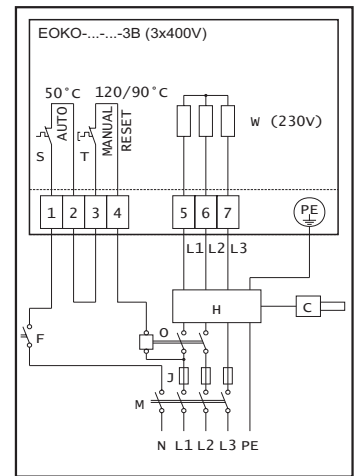 EOKO-...-...-3B (3x400V)
50°C 120/90°C
AUTO
MANUAL
RESET
W (230V)
S T
1 2 3 4 5 6 7 PE
L1 L2 L3
H C
O
F
J
M
N L1 L2 L3 PE